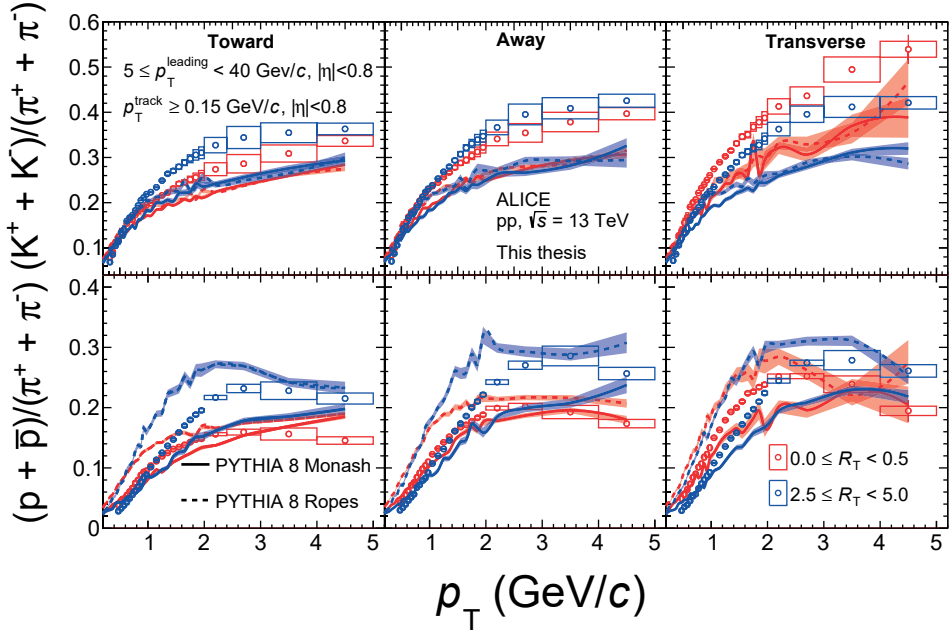 (K⁺ + K⁻)/(π⁺ + π⁻)
0.6
0.5
0.4
0.3
0.2
0.1
Toward
5 ≤ p_T^leading < 40 Gev/c, |η|<0.8
p_T^track ≥ 0.15 GeV/c, |η|<0.8
Away
ALICE
pp, √s = 13 TeV
This thesis
Transverse
(p + p̅)/(π⁺ + π⁻)
0.4
0.3
0.2
0.1
0
PYTHIA 8 Monash
PYTHIA 8 Ropes
0.0 ≤ R_T < 0.5
2.5 ≤ R_T < 5.0
1 2 3 4 5 1 2 3 4 5 1 2 3 4 5
p_T (GeV/c)